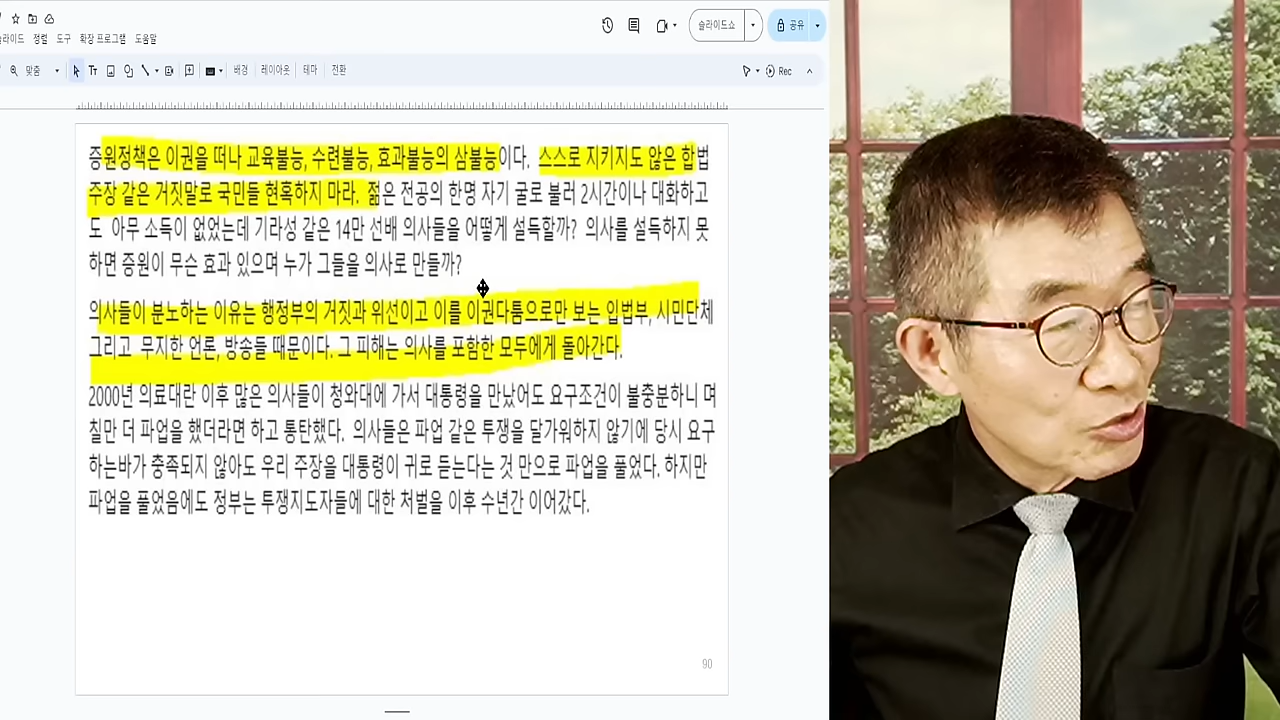 라이드 정렬 도구 확장 프로그램 도움말
슬라이드쇼
공유
맞춤
배경 레이아웃 테마 전환
Rec
증원정책은 이권을 떠나 교육불능, 수련불능, 효과불능의 삼불능이다. 스스로 지키지도 않은 합법
주장 같은 거짓말로 국민들 현혹하지 마라. 젊은 전공의 한명 자기 굴로 불러 2시간이나 대화하고
도 아무 소득이 없었는데 기라성 같은 14만 선배 의사들을 어떻게 설득할까? 의사를 설득하지 못
하면 증원이 무슨 효과 있으며 누가 그들을 의사로 만들까?
의사들이 분노하는 이유는 행정부의 거짓과 위선이고 이를 이권다툼으로만 보는 입법부, 시민단체
그리고 무지한 언론, 방송들 때문이다. 그 피해는 의사를 포함한 모두에게 돌아간다.
2000년 의료대란 이후 많은 의사들이 청와대에 가서 대통령을 만났어도 요구조건이 불충분하니 며
칠만 더 파업을 했더라면 하고 통탄했다. 의사들은 파업 같은 투쟁을 달가워하지 않기에 당시 요구
하는바가 충족되지 않아도 우리 주장을 대통령이 귀로 듣는다는 것 만으로 파업을 풀었다. 하지만
파업을 풀었음에도 정부는 투쟁지도자들에 대한 처벌을 이후 수년간 이어갔다.
90